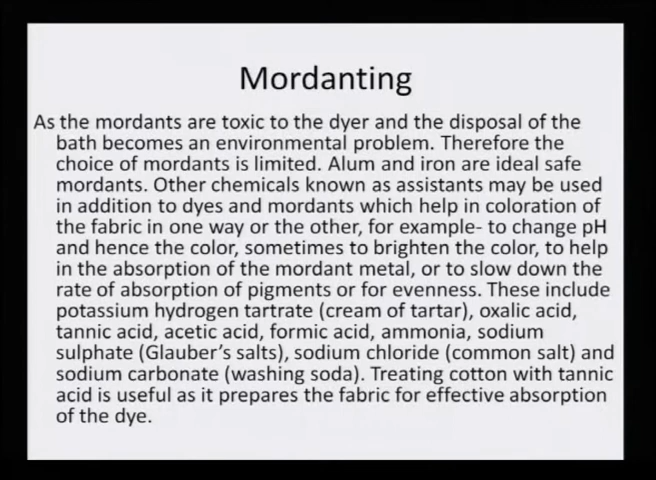 Mordanting
As the mordants are toxic to the dyer and the disposal of the
bath becomes an environmental problem. Therefore the
choice of mordants is limited. Alum and iron are ideal safe
mordants. Other chemicals known as assistants may be used
in addition to dyes and mordants which help in coloration of
the fabric in one way or the other, for example- to change pH
and hence the color, sometimes to brighten the color, to help
in the absorption of the mordant metal, or to slow down the
rate of absorption of pigments or for evenness. These include
potassium hydrogen tartrate (cream of tartar), oxalic acid,
tannic acid, acetic acid, formic acid, ammonia, sodium
sulphate (Glauber's salts), sodium chloride (common salt) and
sodium carbonate (washing soda). Treating cotton with tannic
acid is useful as it prepares the fabric for effective absorption
of the dye.